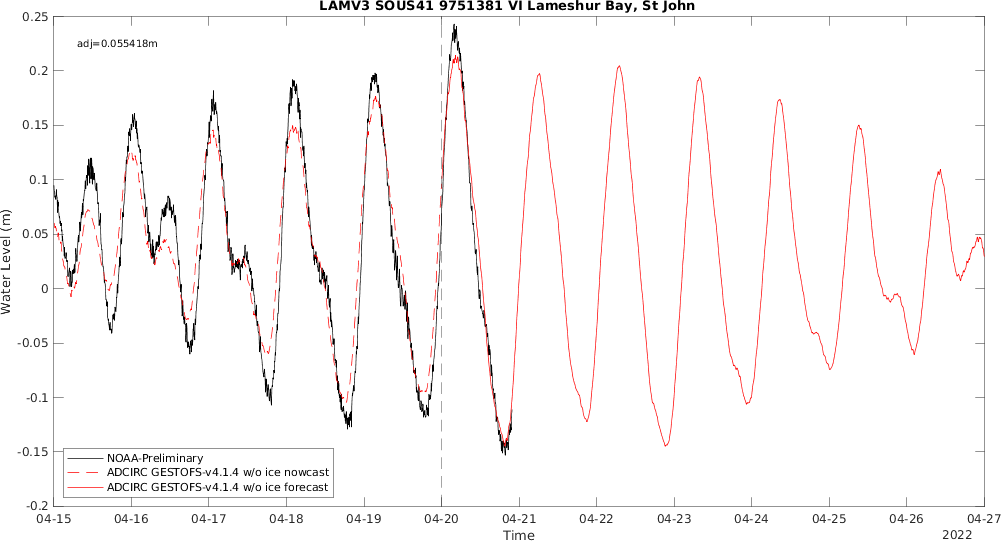 LAMV3 SOUS41 9751381 VI Lameshur Bay, St John
adj=0.055418m
0.25
0.2
0.15
0.1
0.05
0
-0.05
-0.1
-0.15
-0.2
Water Level (m)
NOAA-Preliminary
ADCIRC GESTOFS-v4.1.4 w/o ice nowcast
ADCIRC GESTOFS-v4.1.4 w/o ice forecast
04-15 04-16 04-17 04-18 04-19 04-20 04-21 04-22 04-23 04-24 04-25 04-26 04-27
Time
2022